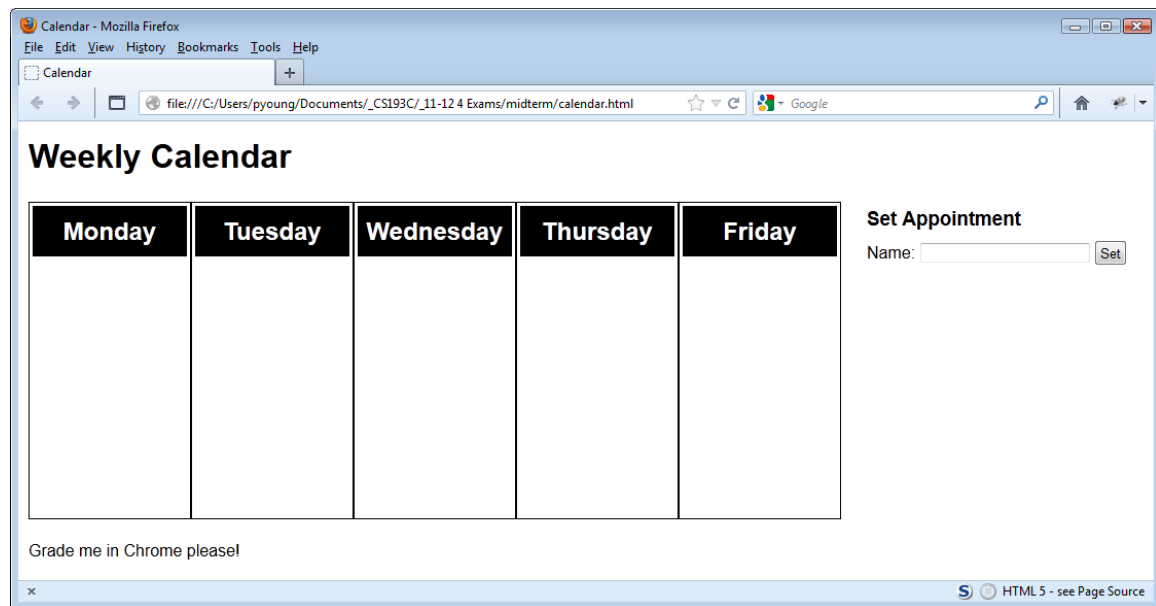 Calendar - Mozilla Firefox
File Edit View History Bookmarks Tools Help
Calendar
file:///C:/Users/pyoung/Documents/_CS193C/_11-12 4 Exams/midterm/calendar.html Google
Weekly Calendar
Monday Tuesday Wednesday Thursday Friday
Set Appointment
Name: Set
Grade me in Chrome please!
HTML 5 - see Page Source